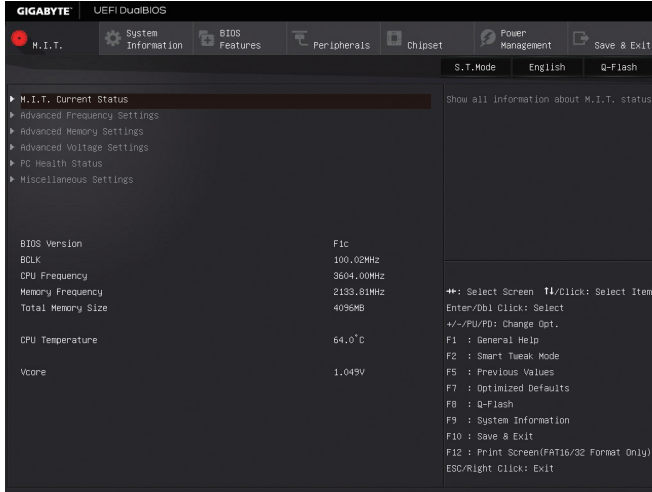 GIGABYTE™ UEFI DualBIOS
M.I.T.
System Information
BIOS Features
Peripherals
Chipset
Power Management
Save & Exit
S.T.Mode English Q-Flash
M.I.T. Current Status
Advanced Frequency Settings
Advanced Memory Settings
Advanced Voltage Settings
PC Health Status
Miscellaneous Settings
Show all information about M.I.T. status
BIOS Version F1c
BCLK 100.02MHz
CPU Frequency 3604.00MHz
Memory Frequency 2133.81MHz
Total Memory Size 4096MB
CPU Temperature 64.0°C
Vcore 1.049V
→←: Select Screen ↑↓/Click: Select Item
Enter/Dbl Click: Select
+/-/PU/PD: Change Opt.
F1 : General Help
F2 : Smart Tweak Mode
F5 : Previous Values
F7 : Optimized Defaults
F8 : Q-Flash
F9 : System Information
F10 : Save & Exit
F12 : Print Screen(FAT16/32 Format Only)
ESC/Right Click: Exit